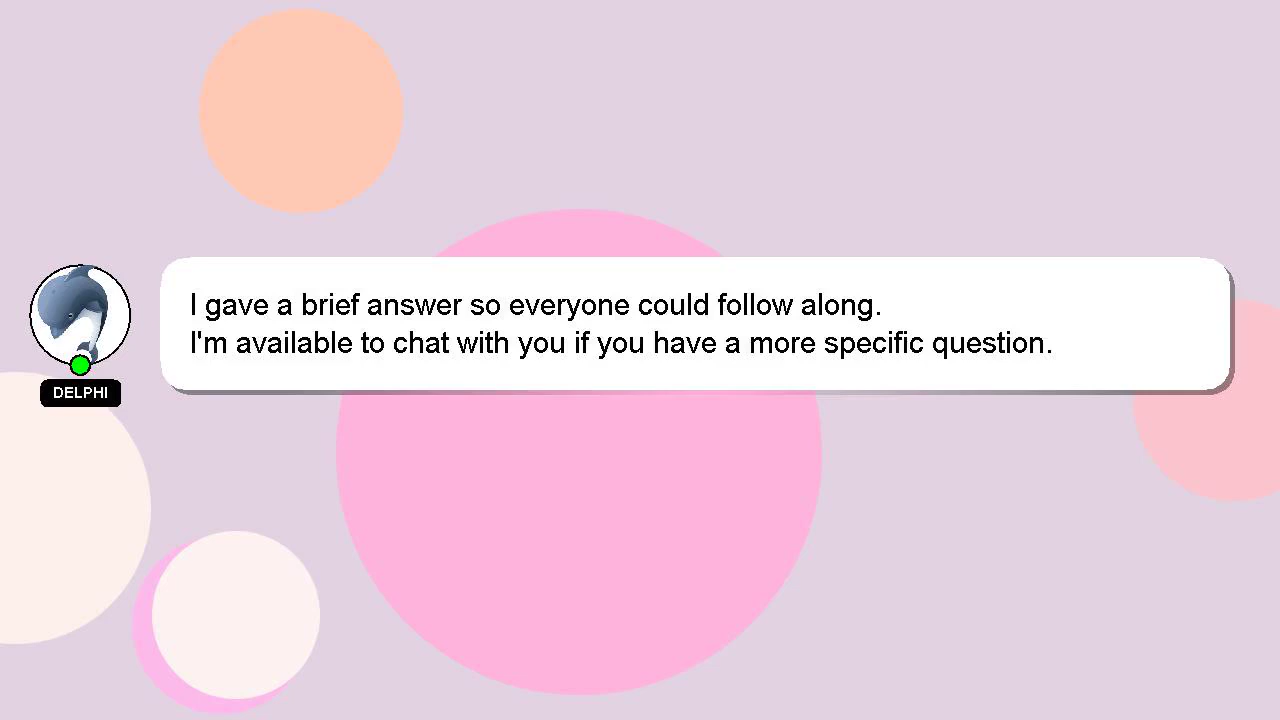 I gave a brief answer so everyone could follow along.
I'm available to chat with you if you have a more specific question.
DELPHI